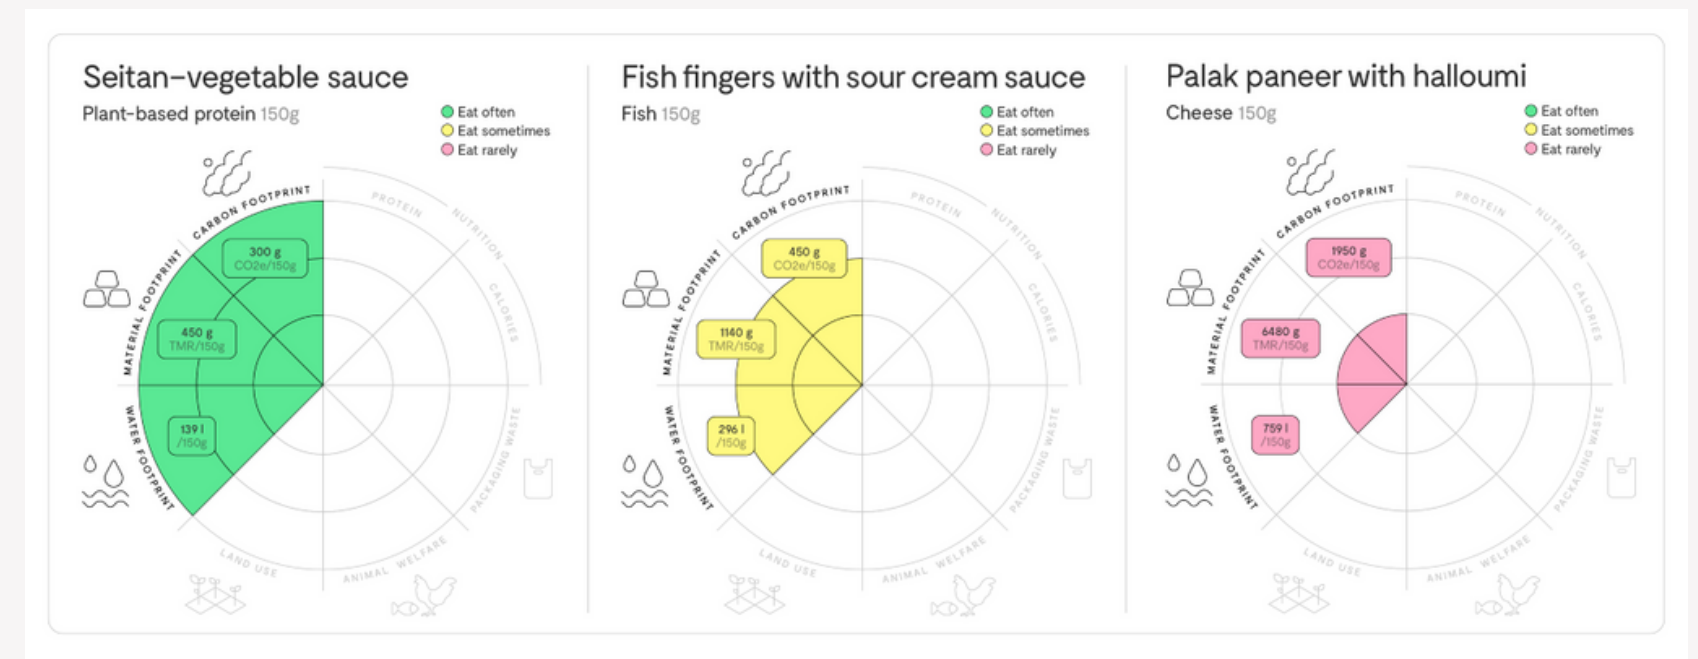 Seitan-vegetable sauce
Plant-based protein 150g
Eat often
Eat sometimes
Eat rarely
CARBON FOOTPRINT
PROTEIN
NUTRITION
300 g
CO2e/150g
MATERIAL FOOTPRINT
CALORIES
450 g
TMR/150g
WATER FOOTPRINT
139 l
/150g
PACKAGING WASTE
LAND USE
ANIMAL WELFARE
Fish fingers with sour cream sauce
Fish 150g
Eat often
Eat sometimes
Eat rarely
CARBON FOOTPRINT
PROTEIN
NUTRITION
450 g
CO2e/150g
MATERIAL FOOTPRINT
CALORIES
1140 g
TMR/150g
WATER FOOTPRINT
296 l
/150g
PACKAGING WASTE
LAND USE
ANIMAL WELFARE
Palak paneer with halloumi
Cheese 150g
Eat often
Eat sometimes
Eat rarely
CARBON FOOTPRINT
PROTEIN
NUTRITION
1950 g
CO2e/150g
MATERIAL FOOTPRINT
CALORIES
6480 g
TMR/150g
WATER FOOTPRINT
759 l
/150g
PACKAGING WASTE
LAND USE
ANIMAL WELFARE